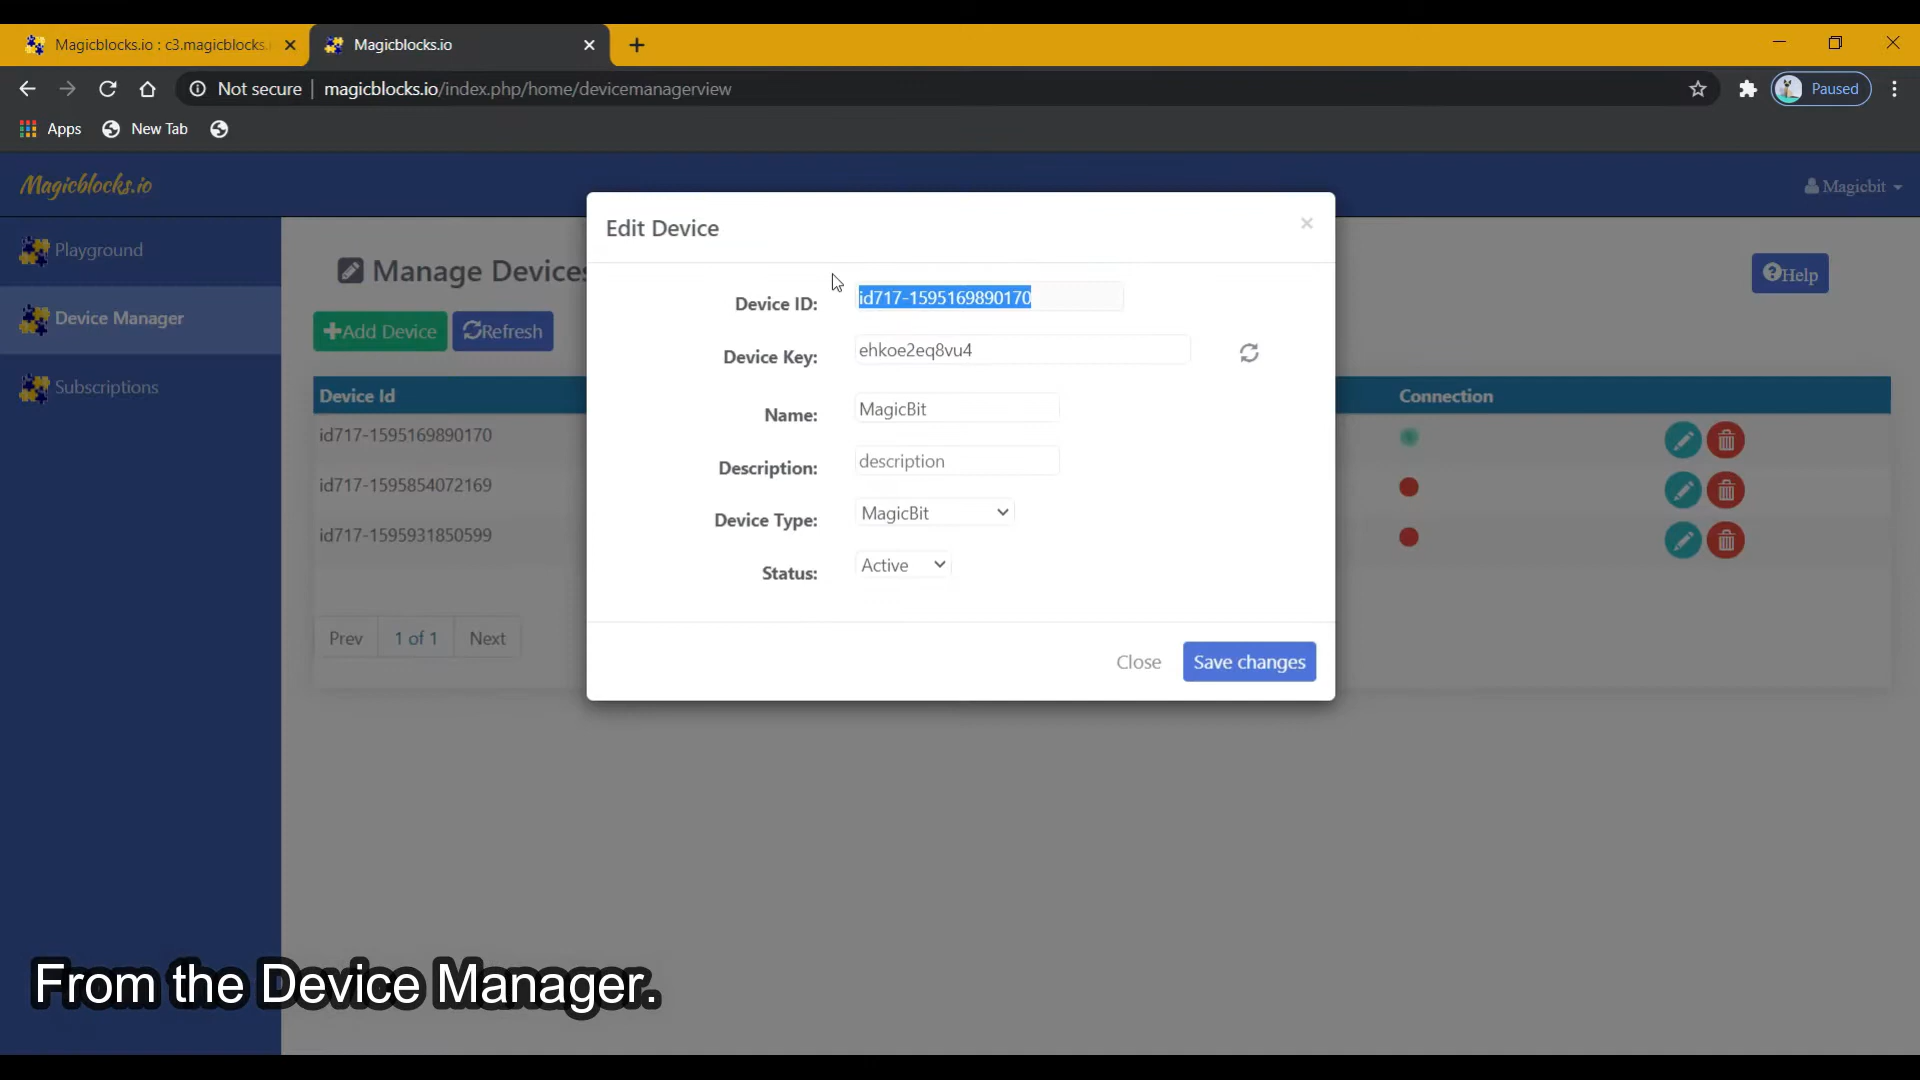 Magicblocks.io : c3.magicblocks.
Magicblocks.io
Not secure
magicblocks.io/index.php/home/devicemanagerview
Paused
Apps
New Tab
Magicblocks.io
Magicbit
Playground
Device Manager
Subscriptions
Manage Devices
Help
Add Device
Refresh
Device Id
Connection
id717-1595169890170
id717-1595854072169
id717-1595931850599
Prev
1 of 1
Next
Edit Device
×
Device ID:
id717-1595169890170
Device Key:
ehkoe2eq8vu4
Name:
MagicBit
Description:
description
Device Type:
MagicBit
Status:
Active
Close
Save changes
From the Device Manager.